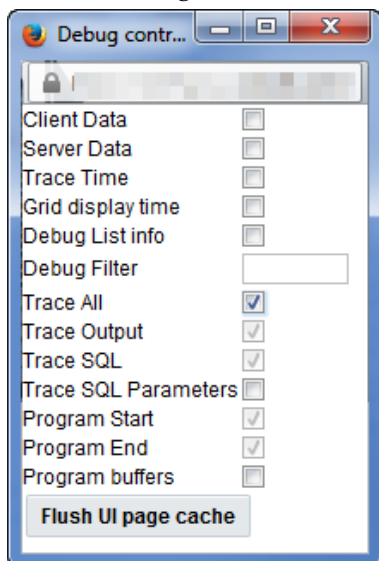 Debug contr...
Client Data
Server Data
Trace Time
Grid display time
Debug List info
Debug Filter
Trace All
Trace Output
Trace SQL
Trace SQL Parameters
Program Start
Program End
Program buffers
Flush UI page cache